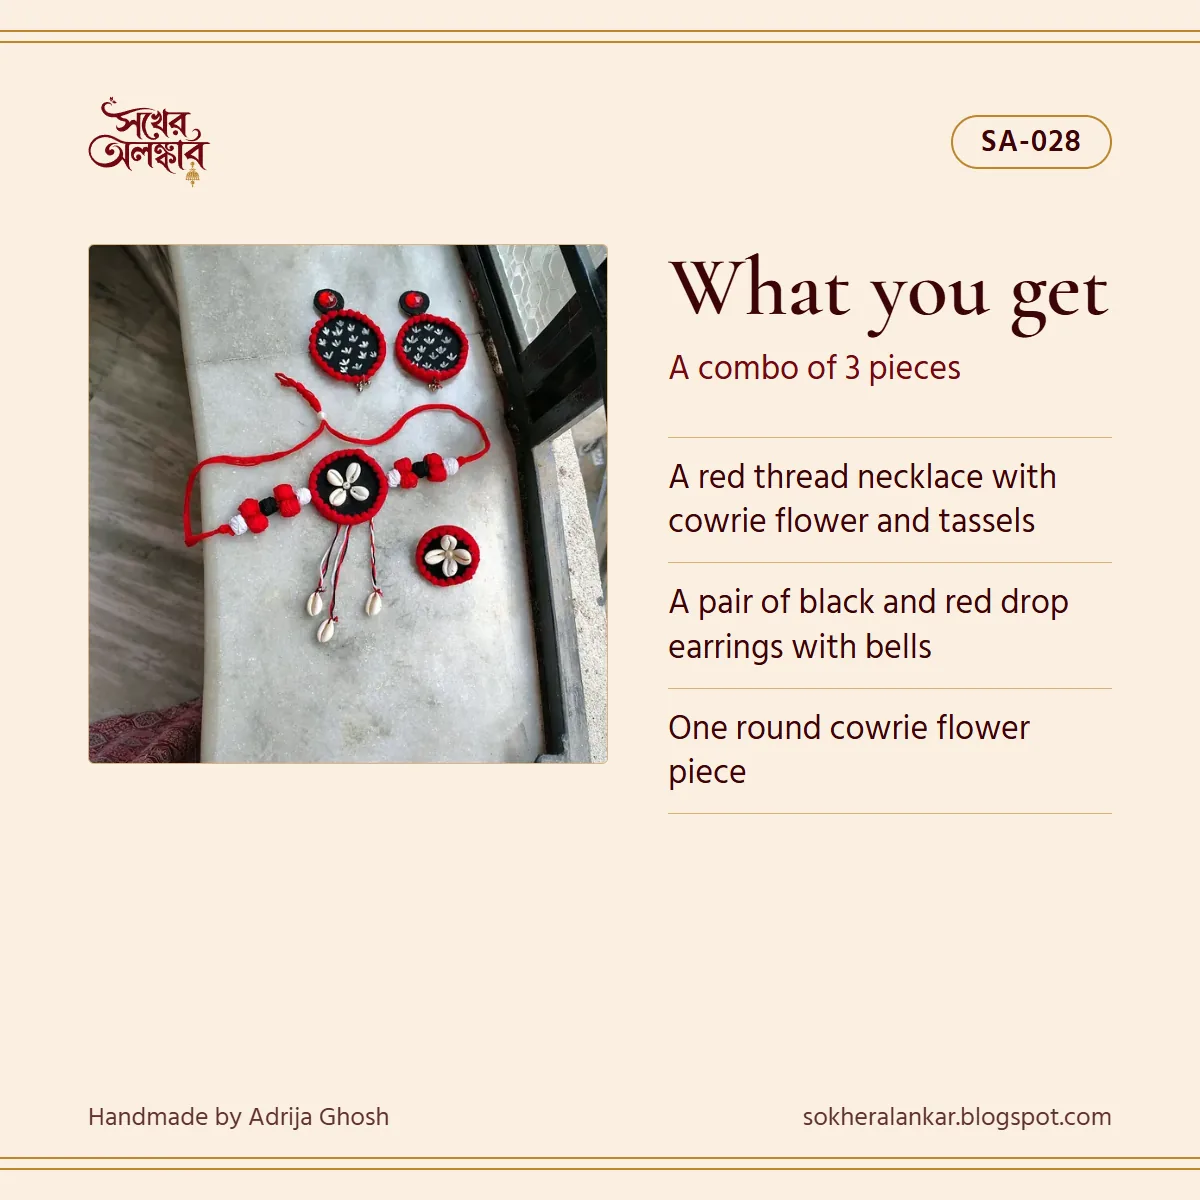 সখের
অলঙ্কার
SA-028
What you get
A combo of 3 pieces
A red thread necklace with
cowrie flower and tassels
A pair of black and red drop
earrings with bells
One round cowrie flower
piece
Handmade by Adrija Ghosh
sokheralankar.blogspot.com